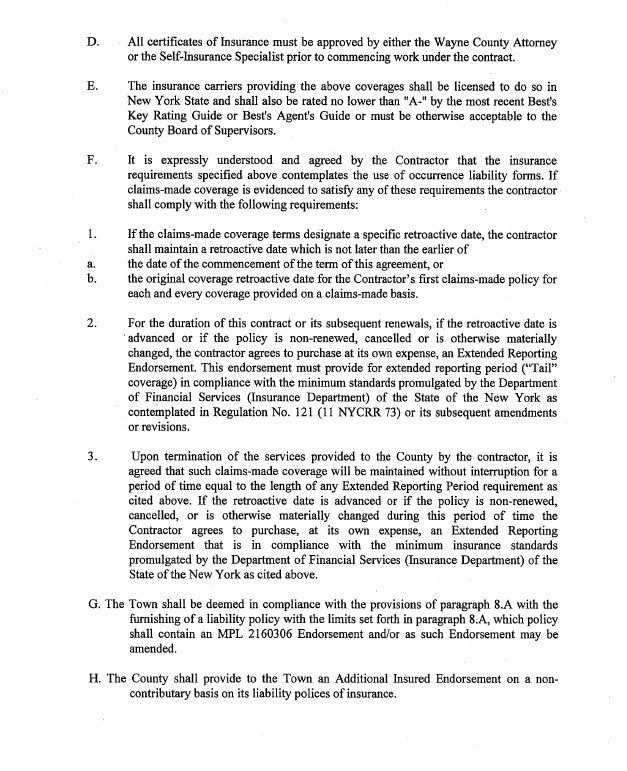 D. All certificates of Insurance must be approved by either the Wayne County Attorney
or the Self-Insurance Specialist prior to commencing work under the contract.
E. The insurance carriers providing the above coverages shall be licensed to do so in
New York State and shall also be rated no lower than "A-" by the most recent Best's
Key Rating Guide or Best's Agent's Guide or must be otherwise acceptable to the
County Board of Supervisors.
F. It is expressly understood and agreed by the Contractor that the insurance
requirements specified above contemplates the use of occurrence liability forms. If
claims-made coverage is evidenced to satisfy any of these requirements the contractor
shall comply with the following requirements:
1. If the claims-made coverage terms designate a specific retroactive date, the contractor
shall maintain a retroactive date which is not later than the earlier of
a. the date of the commencement of the term of this agreement, or
b. the original coverage retroactive date for the Contractor's first claims-made policy for
each and every coverage provided on a claims-made basis.
2. For the duration of this contract or its subsequent renewals, if the retroactive date is
advanced or if the policy is non-renewed, cancelled or is otherwise materially
changed, the contractor agrees to purchase at its own expense, an Extended Reporting
Endorsement. This endorsement must provide for extended reporting period ("Tail"
coverage) in compliance with the minimum standards promulgated by the Department
of Financial Services (Insurance Department) of the State of the New York as
contemplated in Regulation No. 121 (11 NYCRR 73) or its subsequent amendments
or revisions.
3. Upon termination of the services provided to the County by the contractor, it is
agreed that such claims-made coverage will be maintained without interruption for a
period of time equal to the length of any Extended Reporting Period requirement as
cited above. If the retroactive date is advanced or if the policy is non-renewed,
cancelled, or is otherwise materially changed during this period of time the
Contractor agrees to purchase, at its own expense, an Extended Reporting
Endorsement that is in compliance with the minimum insurance standards
promulgated by the Department of Financial Services (Insurance Department) of the
State of the New York as cited above.
G. The Town shall be deemed in compliance with the provisions of paragraph 8.A with the
furnishing of a liability policy with the limits set forth in paragraph 8.A, which policy
shall contain an MPL 2160306 Endorsement and/or as such Endorsement may be
amended.
H. The County shall provide to the Town an Additional Insured Endorsement on a non-
contributary basis on its liability polices of insurance.